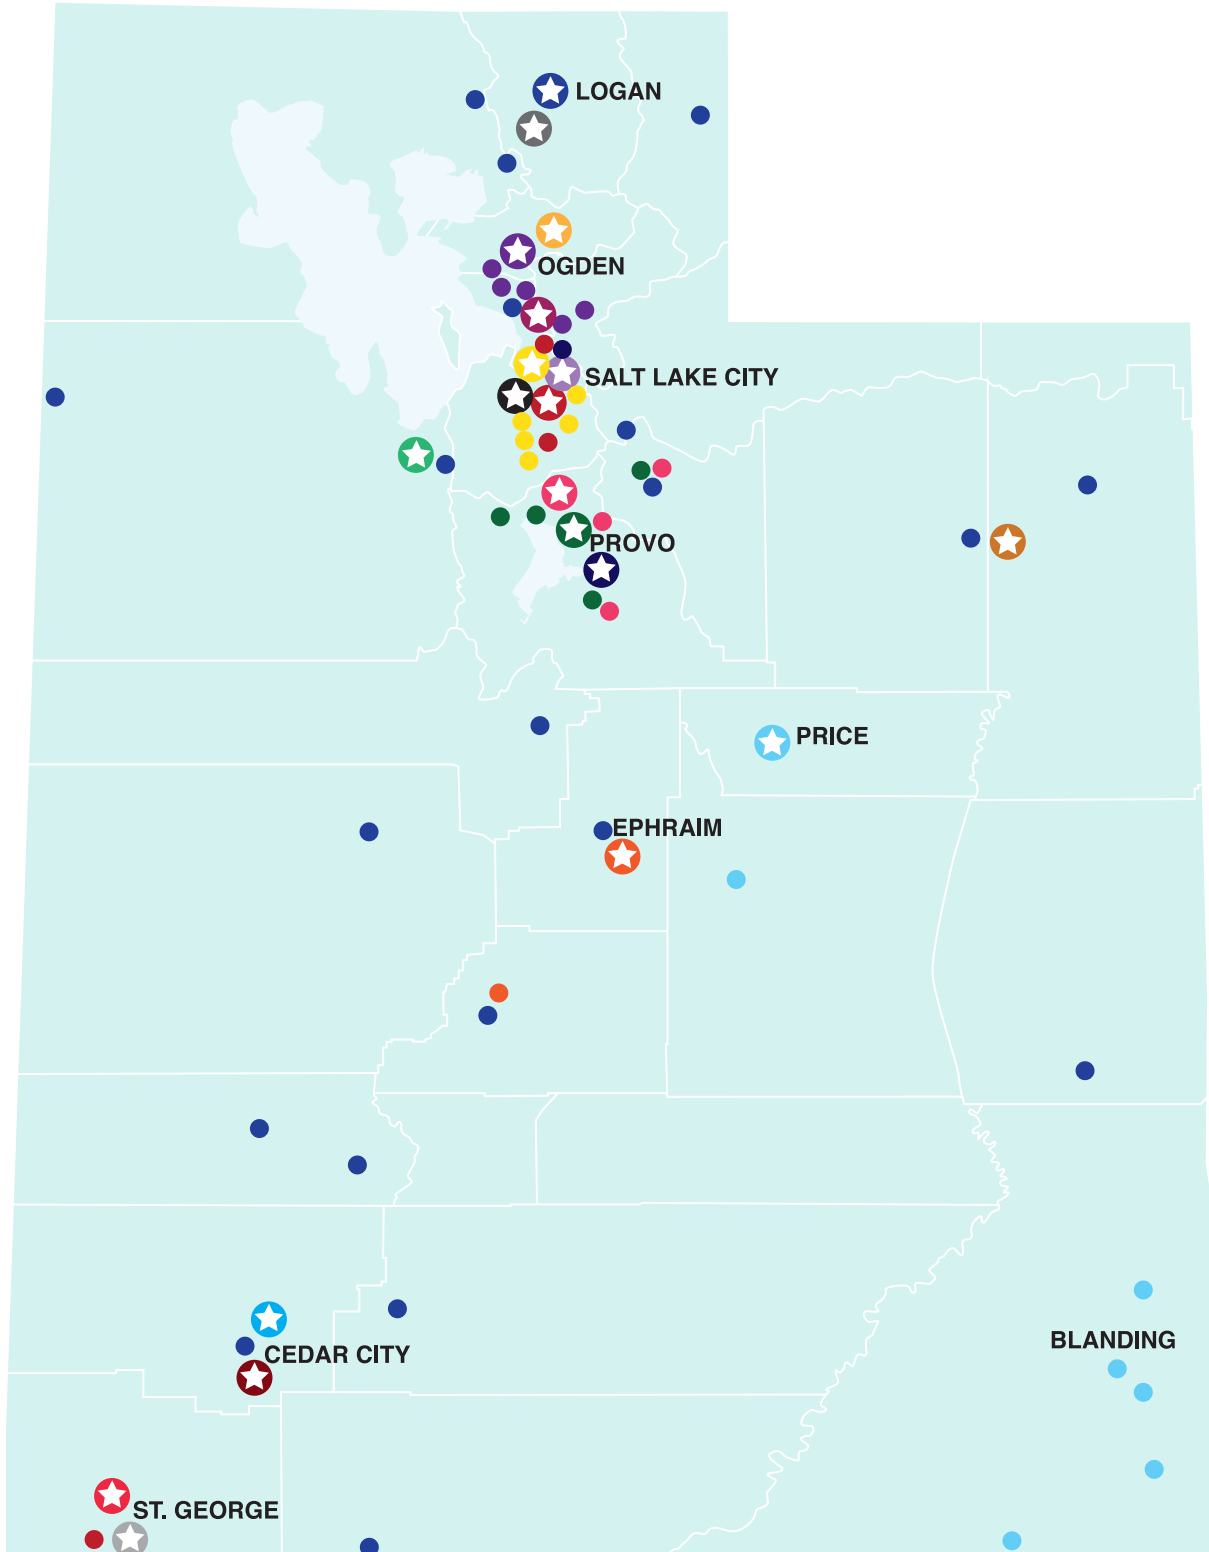 LOGAN
OGDEN
SALT LAKE CITY
PROVO
PRICE
EPHRAIM
BLANDING
CEDAR CITY
ST. GEORGE